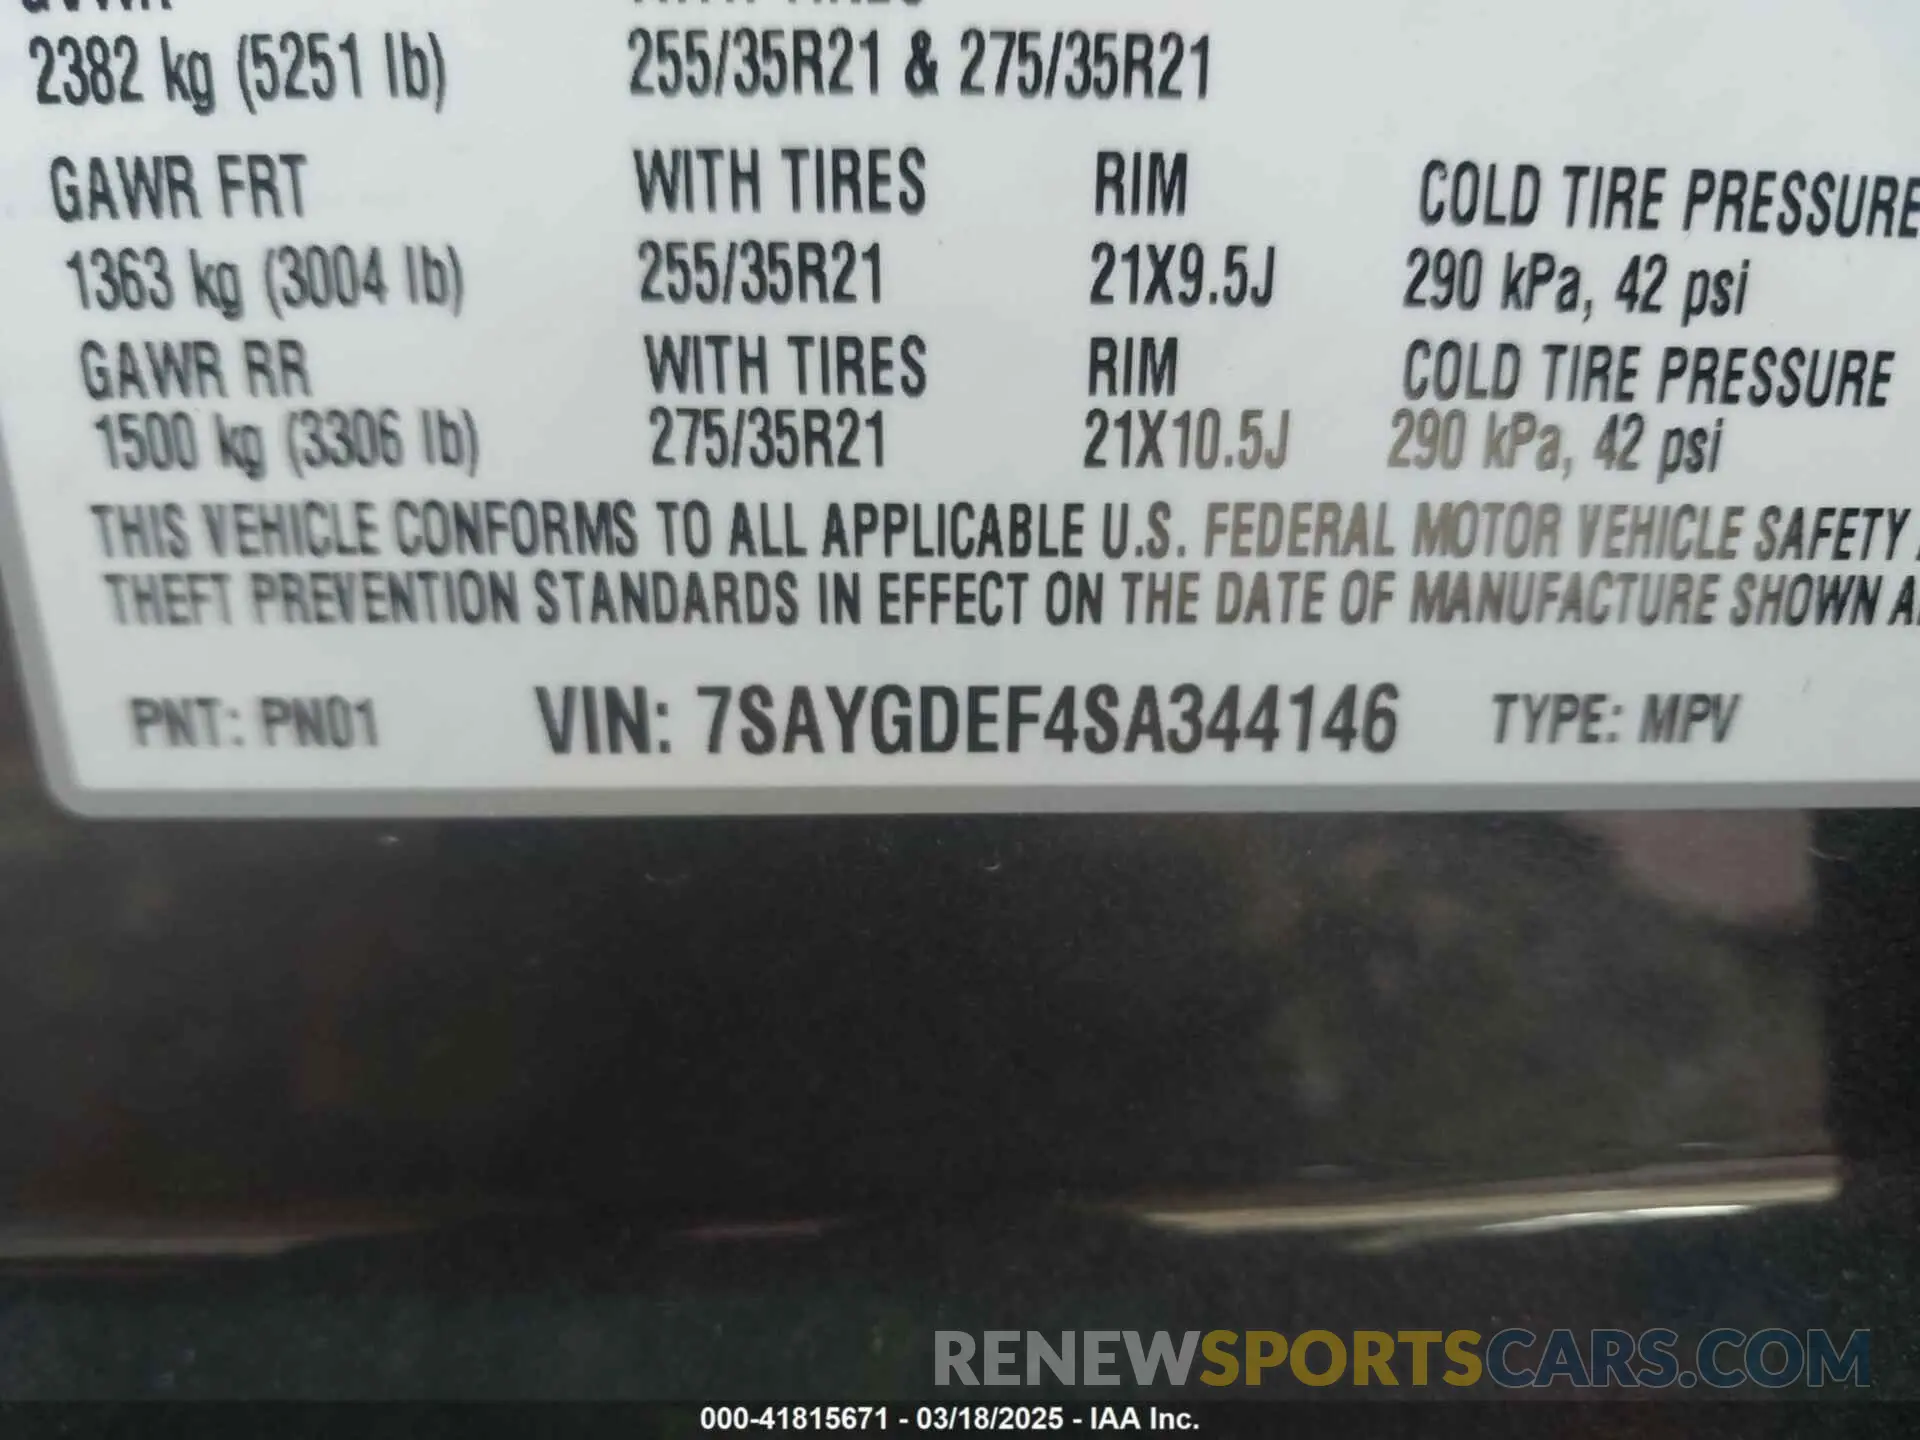 GVWR WITH TIRES
2382 kg (5251 lb) 255/35R21 & 275/35R21
GAWR FRT WITH TIRES RIM COLD TIRE PRESSURE
1363 kg (3004 lb) 255/35R21 21X9.5J 290 kPa, 42 psi
GAWR RR WITH TIRES RIM COLD TIRE PRESSURE
1500 kg (3306 lb) 275/35R21 21X10.5J 290 kPa, 42 psi
THIS VEHICLE CONFORMS TO ALL APPLICABLE U.S. FEDERAL MOTOR VEHICLE SAFETY
THEFT PREVENTION STANDARDS IN EFFECT ON THE DATE OF MANUFACTURE SHOWN
PNT: PN01 VIN: 7SAYGDEF4SA344146 TYPE: MPV
RENEWSPORTSCARS.COM
000-41815671 - 03/18/2025 - IAA Inc.